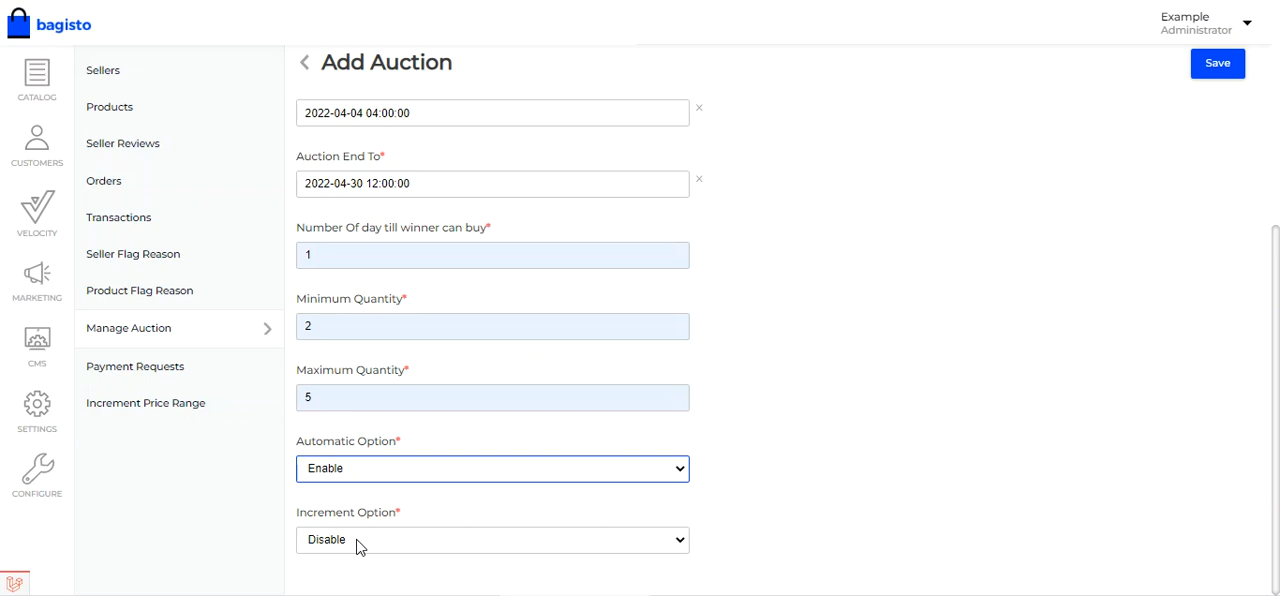 bagisto
Example
Administrator
CATALOG
CUSTOMERS
VELOCITY
MARKETING
CMS
SETTINGS
CONFIGURE
Sellers
Products
Seller Reviews
Orders
Transactions
Seller Flag Reason
Product Flag Reason
Manage Auction
Payment Requests
Increment Price Range
Add Auction
Save
2022-04-04 04:00:00
Auction End To*
2022-04-30 12:00:00
Number Of day till winner can buy*
1
Minimum Quantity*
2
Maximum Quantity*
5
Automatic Option*
Enable
Increment Option*
Disable